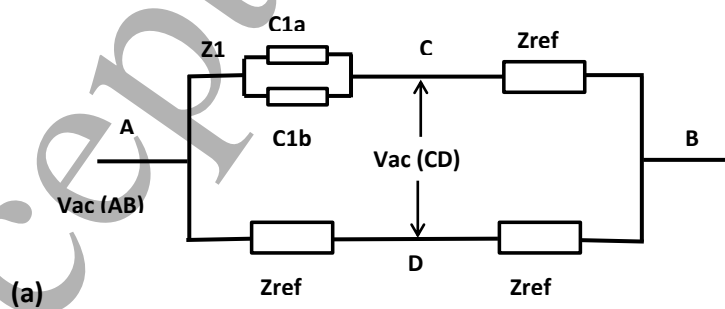 C1a
Z1
C
Zref
A
C1b
B
Vac (CD)
Vac (AB)
D
(a)
Zref
Zref